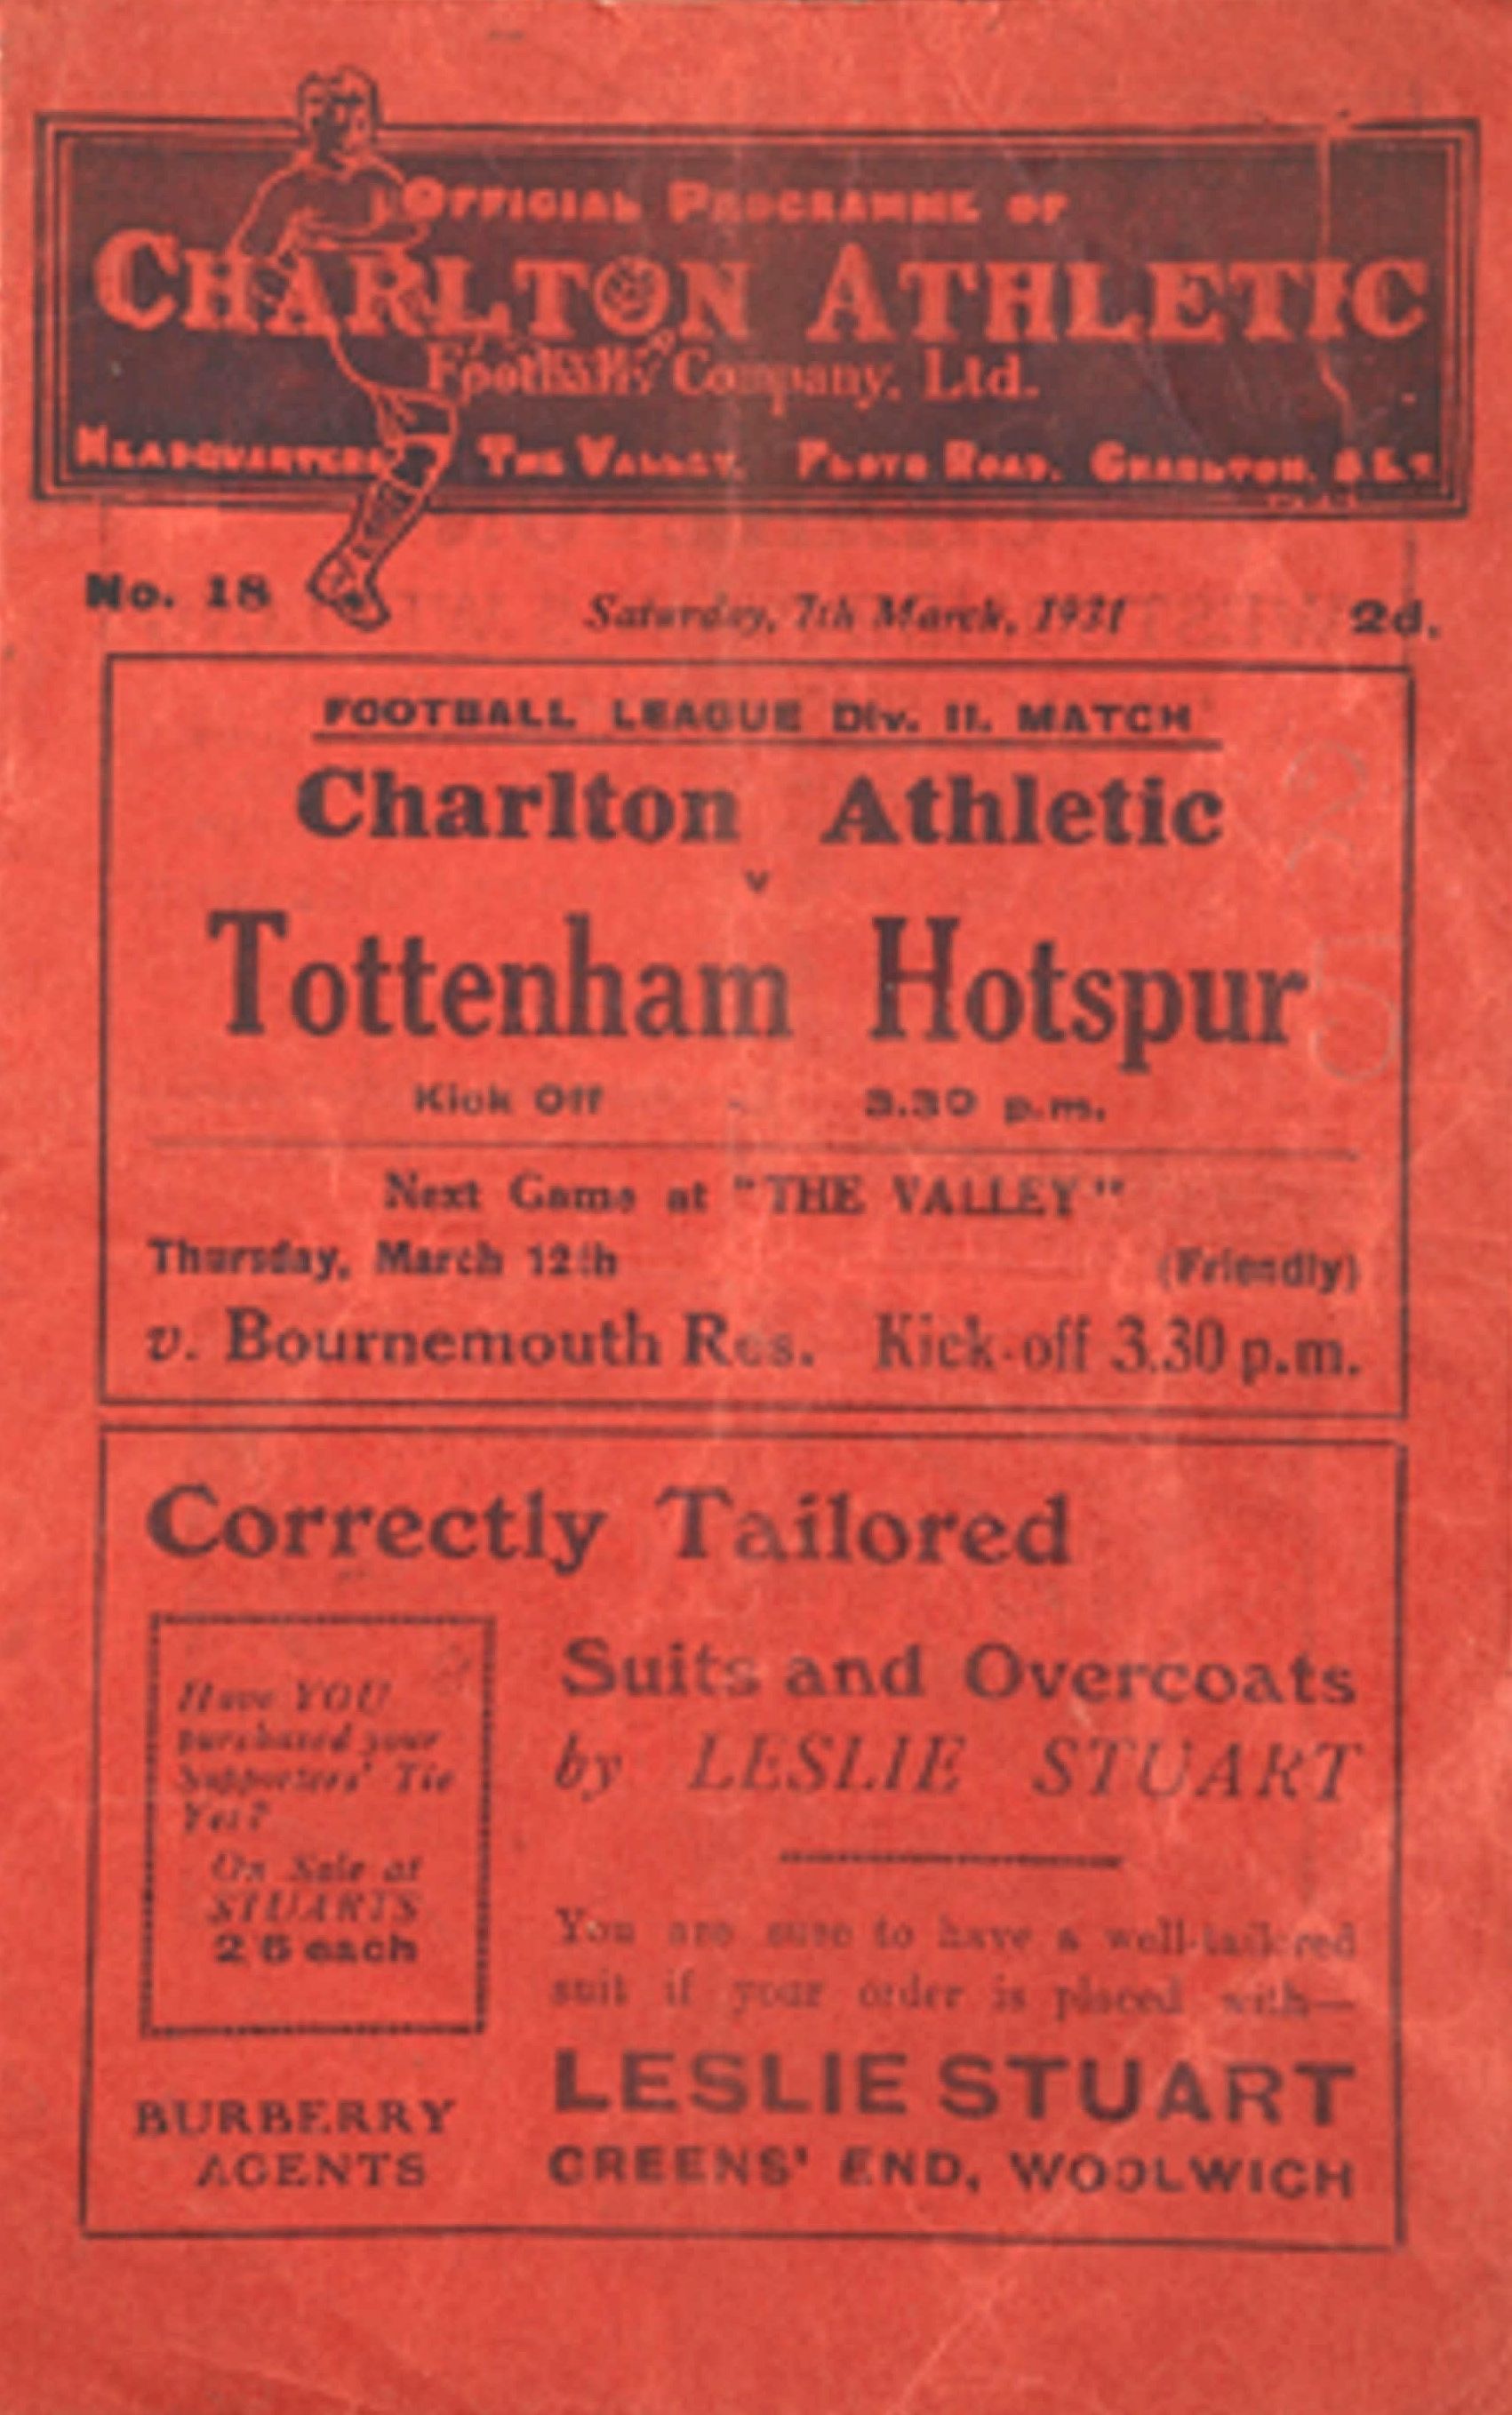 OFFICIAL PROGRAMME OF
CHARLTON ATHLETIC
Football Company, Ltd.
HEADQUARTERS THE VALLEY, FLOYD ROAD, CHARLTON, S.E.7.
No. 18
Saturday, 7th March, 1931
2d.
FOOTBALL LEAGUE Div. II. MATCH
Charlton Athletic
v
Tottenham Hotspur
Kick Off - 3.30 p.m.
Next Game at "THE VALLEY"
Thursday, March 12th (Friendly)
v. Bournemouth Res. Kick-off 3.30 p.m.
Correctly Tailored
Suits and Overcoats
by LESLIE STUART
Have YOU
purchased your
Supporters' Tie
Yet?
On Sale at
STUARTS
2 6 each
You are sure to have a well-tailored
suit if your order is placed with—
LESLIE STUART
GREENS' END, WOOLWICH
BURBERRY
AGENTS